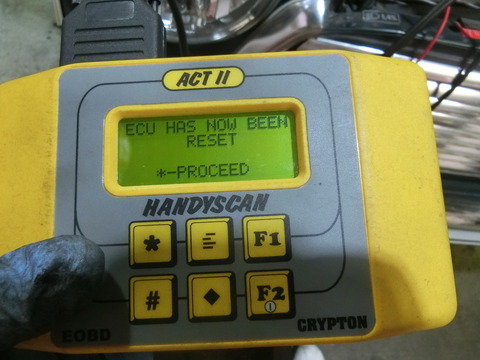 ACT II
ECU HAS NOW BEEN
RESET
*-PROCEED
HANDYSCAN
* F1
# F2
EOBD CRYPTON